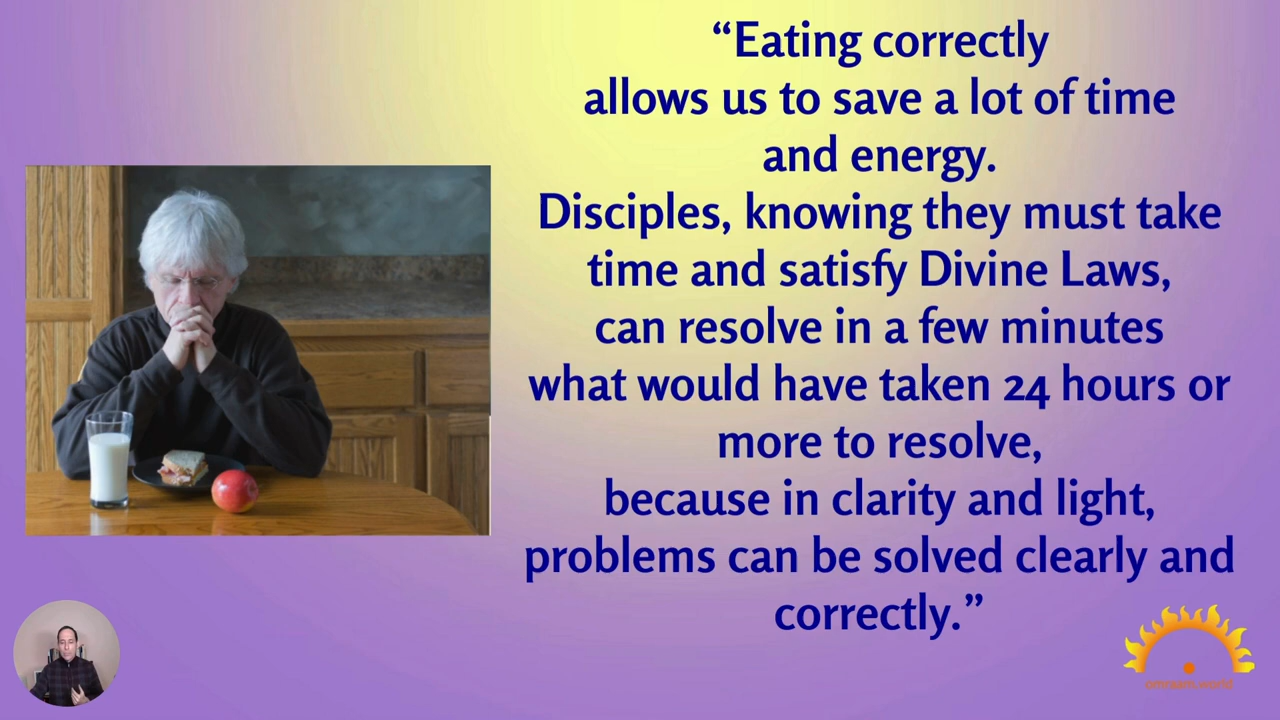 “Eating correctly
allows us to save a lot of time
and energy.
Disciples, knowing they must take
time and satisfy Divine Laws,
can resolve in a few minutes
what would have taken 24 hours or
more to resolve,
because in clarity and light,
problems can be solved clearly and
correctly.”
omraam.world